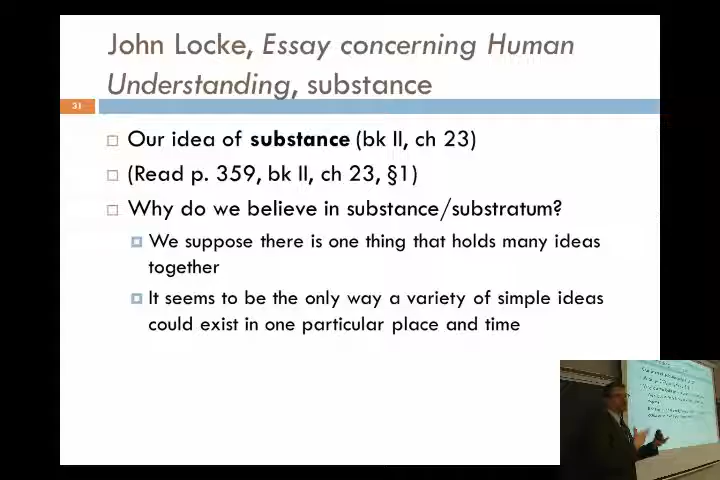 John Locke, Essay concerning Human
Understanding, substance
31
Our idea of substance (bk II, ch 23)
(Read p. 359, bk II, ch 23, §1)
Why do we believe in substance/substratum?
We suppose there is one thing that holds many ideas
together
It seems to be the only way a variety of simple ideas
could exist in one particular place and time